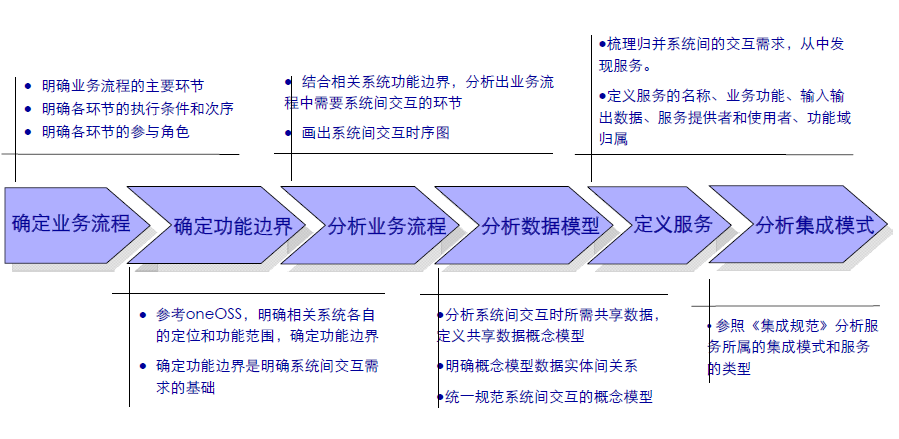 ●明确业务流程的主要环节
●明确各环节的执行条件和次序
●明确各环节的参与角色
●结合相关系统功能边界，分析出业务流
程中需要系统间交互的环节
●画出系统间交互时序图
●梳理归并系统间的交互需求，从中发
现服务。
●定义服务的名称、业务功能、输入输
出数据、服务提供者和使用者、功能域
归属
确定业务流程
确定功能边界
分析业务流程
分析数据模型
定义服务
分析集成模式
●参考oneOSS，明确相关系统各自
的定位和功能范围，确定功能边界
●确定功能边界是明确系统间交互需
求的基础
●分析系统间交互时所需共享数据，
定义共享数据概念模型
●明确概念模型数据实体间关系
●统一规范系统间交互的概念模型
•参照《集成规范》分析服
务所属的集成模式和服务
的类型